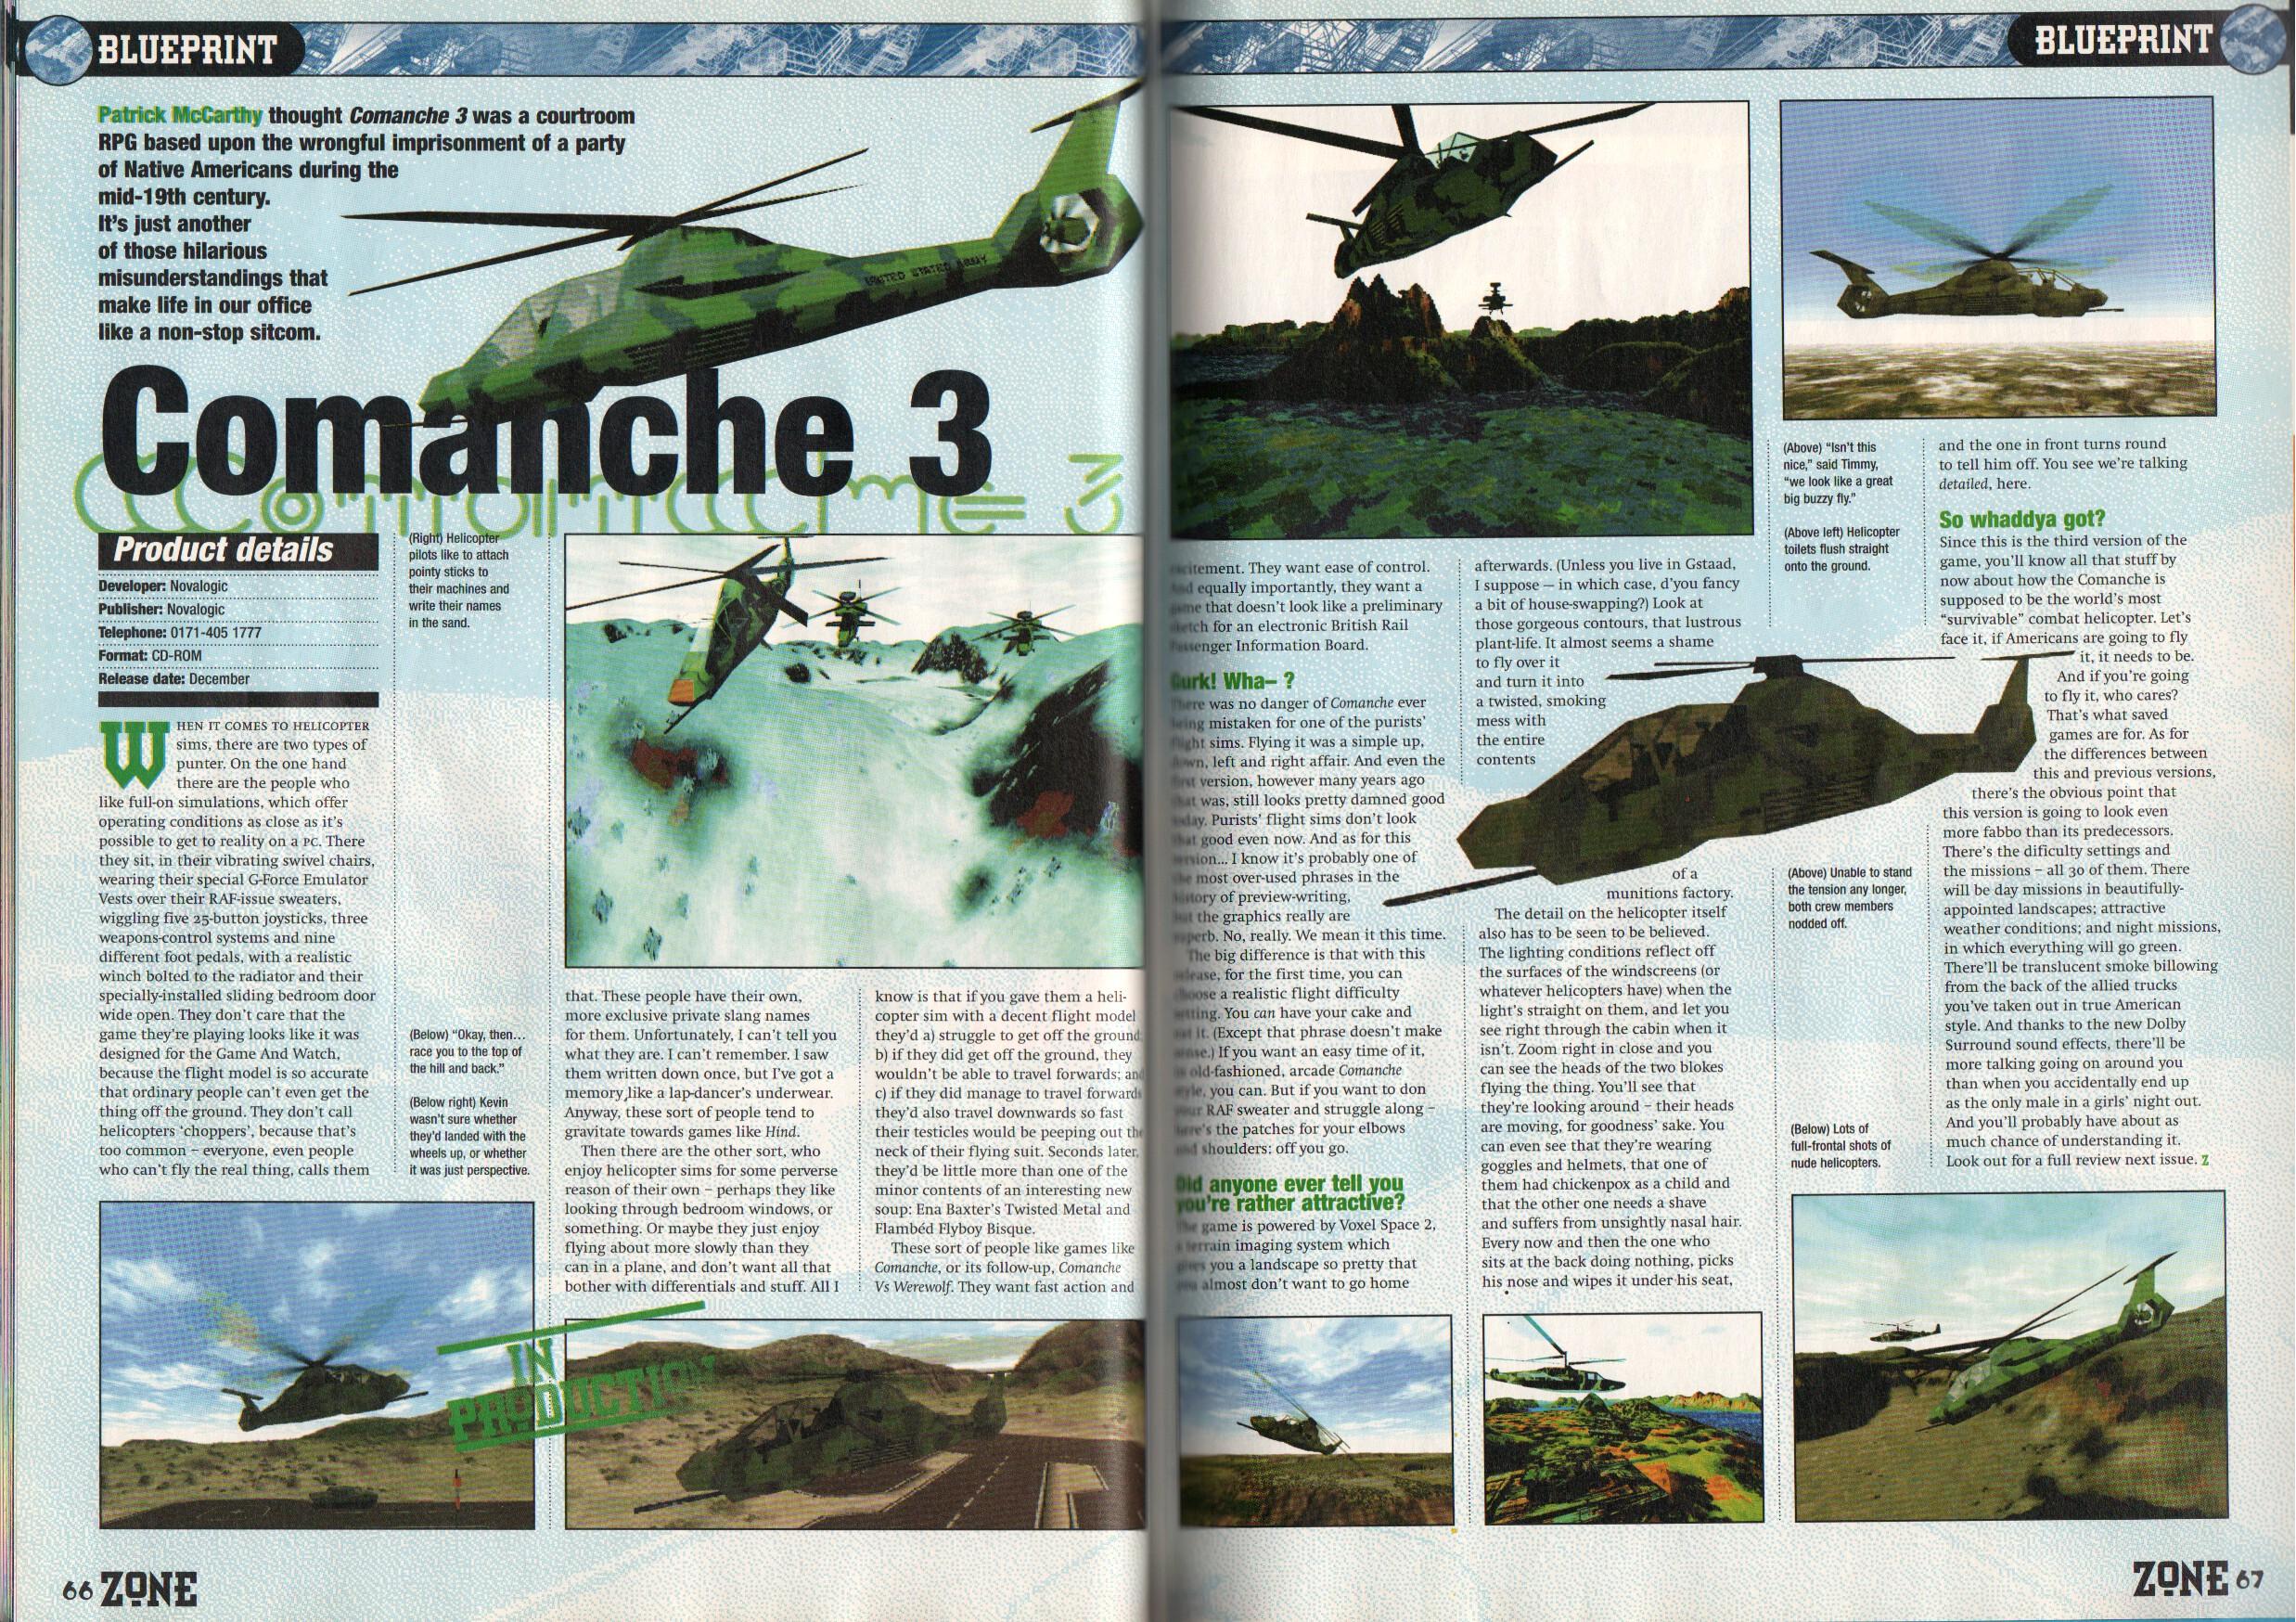 BLUEPRINT
BLUEPRINT
Patrick McCarthy thought Comanche 3 was a courtroom
RPG based upon the wrongful imprisonment of a party
of Native Americans during the
mid-19th century.
It's just another
of those hilarious
misunderstandings that
make life in our office
like a non-stop sitcom.
UNITED STATES ARMY
Comanche 3
Product details
Developer: Novalogic
Publisher: Novalogic
Telephone: 0171-405 1777
Format: CD-ROM
Release date: December
WHEN IT COMES TO HELICOPTER
sims, there are two types of
punter. On the one hand
there are the people who
like full-on simulations, which offer
operating conditions as close as it's
possible to get to reality on a PC. There
they sit, in their vibrating swivel chairs,
wearing their special G-Force Emulator
Vests over their RAF-issue sweaters,
wiggling five 25-button joysticks, three
weapons-control systems and nine
different foot pedals, with a realistic
winch bolted to the radiator and their
specially-installed sliding bedroom door
wide open. They don't care that the
game they're playing looks like it was
designed for the Game And Watch,
because the flight model is so accurate
that ordinary people can't even get the
thing off the ground. They don't call
helicopters 'choppers', because that's
too common – everyone, even people
who can't fly the real thing, calls them
(Right) Helicopter
pilots like to attach
pointy sticks to
their machines and
write their names
in the sand.
(Below) "Okay, then...
race you to the top of
the hill and back."
(Below right) Kevin
wasn't sure whether
they'd landed with the
wheels up, or whether
it was just perspective.
that. These people have their own,
more exclusive private slang names
for them. Unfortunately, I can't tell you
what they are. I can't remember. I saw
them written down once, but I've got a
memory like a lap-dancer's underwear.
Anyway, these sort of people tend to
gravitate towards games like Hind.
Then there are the other sort, who
enjoy helicopter sims for some perverse
reason of their own – perhaps they like
looking through bedroom windows, or
something. Or maybe they just enjoy
flying about more slowly than they
can in a plane, and don't want all that
bother with differentials and stuff. All I
know is that if you gave them a heli-
copter sim with a decent flight model
they'd a) struggle to get off the ground;
b) if they did get off the ground, they
wouldn't be able to travel forwards; and
c) if they did manage to travel forwards
they'd also travel downwards so fast
their testicles would be peeping out the
neck of their flying suit. Seconds later,
they'd be little more than one of the
minor contents of an interesting new
soup: Ena Baxter's Twisted Metal and
Flambéd Flyboy Bisque.
These sort of people like games like
Comanche, or its follow-up, Comanche
Vs Werewolf. They want fast action and
IN
PRODUCTION
66 ZONE
excitement. They want ease of control.
And equally importantly, they want a
game that doesn't look like a preliminary
sketch for an electronic British Rail
Passenger Information Board.
Gurk! Wha– ?
There was no danger of Comanche ever
being mistaken for one of the purists'
flight sims. Flying it was a simple up,
down, left and right affair. And even the
first version, however many years ago
that was, still looks pretty damned good
today. Purists' flight sims don't look
that good even now. And as for this
version... I know it's probably one of
the most over-used phrases in the
history of preview-writing,
but the graphics really are
superb. No, really. We mean it this time.
The big difference is that with this
release, for the first time, you can
choose a realistic flight difficulty
setting. You can have your cake and
eat it. (Except that phrase doesn't make
sense.) If you want an easy time of it,
in old-fashioned, arcade Comanche
style, you can. But if you want to don
your RAF sweater and struggle along –
here's the patches for your elbows
and shoulders: off you go.
Did anyone ever tell you
you're rather attractive?
The game is powered by Voxel Space 2,
a terrain imaging system which
gives you a landscape so pretty that
you almost don't want to go home
afterwards. (Unless you live in Gstaad,
I suppose – in which case, d'you fancy
a bit of house-swapping?) Look at
those gorgeous contours, that lustrous
plant-life. It almost seems a shame
to fly over it
and turn it into
a twisted, smoking
mess with
the entire
contents
of a
munitions factory.
The detail on the helicopter itself
also has to be seen to be believed.
The lighting conditions reflect off
the surfaces of the windscreens (or
whatever helicopters have) when the
light's straight on them, and let you
see right through the cabin when it
isn't. Zoom right in close and you
can see the heads of the two blokes
flying the thing. You'll see that
they're looking around – their heads
are moving, for goodness' sake. You
can even see that they're wearing
goggles and helmets, that one of
them had chickenpox as a child and
that the other one needs a shave
and suffers from unsightly nasal hair.
Every now and then the one who
sits at the back doing nothing, picks
his nose and wipes it under his seat,
(Above) "Isn't this
nice," said Timmy,
"we look like a great
big buzzy fly."
(Above left) Helicopter
toilets flush straight
onto the ground.
(Above) Unable to stand
the tension any longer,
both crew members
nodded off.
(Below) Lots of
full-frontal shots of
nude helicopters.
and the one in front turns round
to tell him off. You see we're talking
detailed, here.
So whaddya got?
Since this is the third version of the
game, you'll know all that stuff by
now about how the Comanche is
supposed to be the world's most
"survivable" combat helicopter. Let's
face it, if Americans are going to fly
it, it needs to be.
And if you're going
to fly it, who cares?
That's what saved
games are for. As for
the differences between
this and previous versions,
there's the obvious point that
this version is going to look even
more fabbo than its predecessors.
There's the dificulty settings and
the missions – all 30 of them. There
will be day missions in beautifully-
appointed landscapes; attractive
weather conditions; and night missions,
in which everything will go green.
There'll be translucent smoke billowing
from the back of the allied trucks
you've taken out in true American
style. And thanks to the new Dolby
Surround sound effects, there'll be
more talking going on around you
than when you accidentally end up
as the only male in a girls' night out.
And you'll probably have about as
much chance of understanding it.
Look out for a full review next issue. Z
ZONE 67